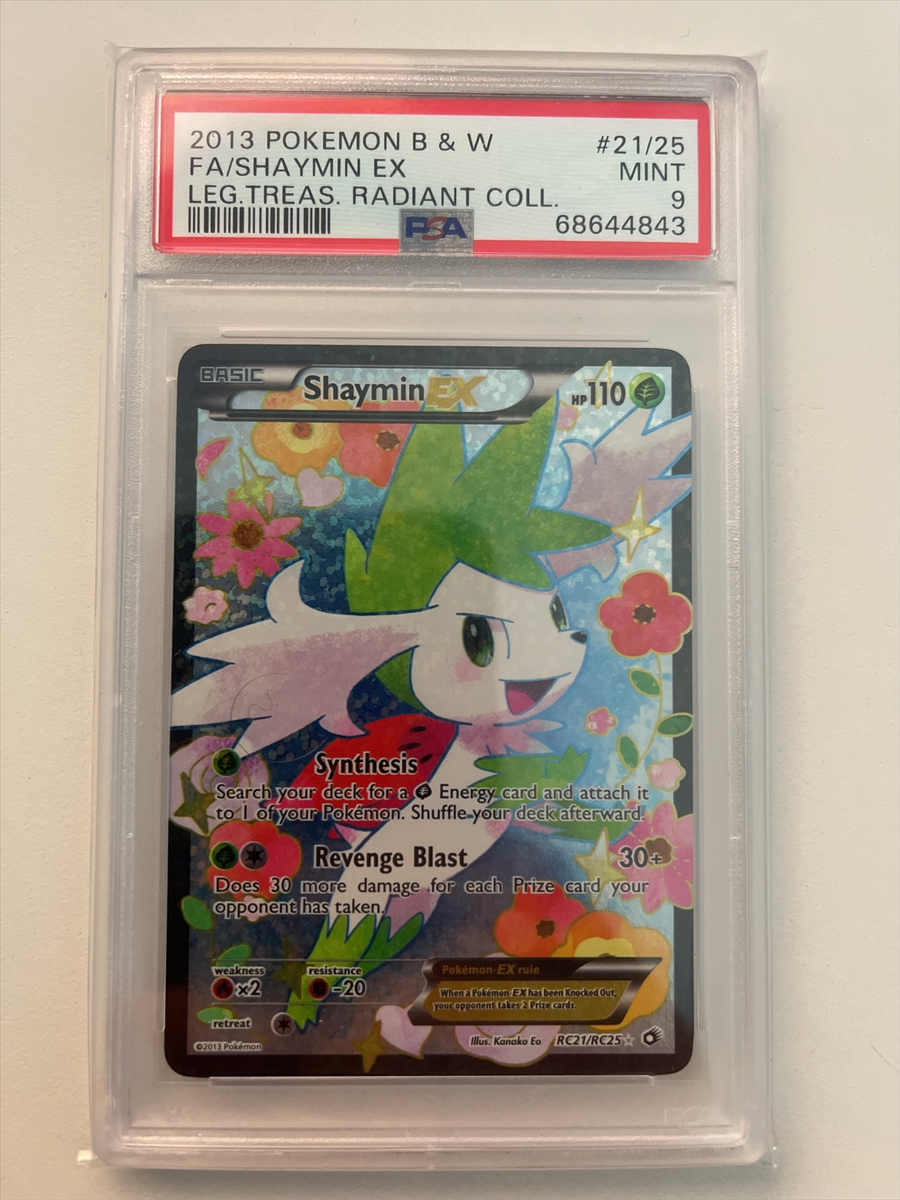 2013 POKEMON B & W #21/25
FA/SHAYMIN EX MINT
LEG.TREAS. RADIANT COLL. 9
PSA 68644843
BASIC Shaymin EX HP 110
Synthesis
Search your deck for a Energy card and attach it
to 1 of your Pokémon. Shuffle your deck afterward.
Revenge Blast 30+
Does 30 more damage for each Prize card your
opponent has taken.
weakness resistance
×2 -20
retreat
Pokémon-EX rule
When a Pokémon-EX has been Knocked Out,
your opponent takes 2 Prize cards.
©2013 Pokémon Illus. Kanako Eo RC21/RC25